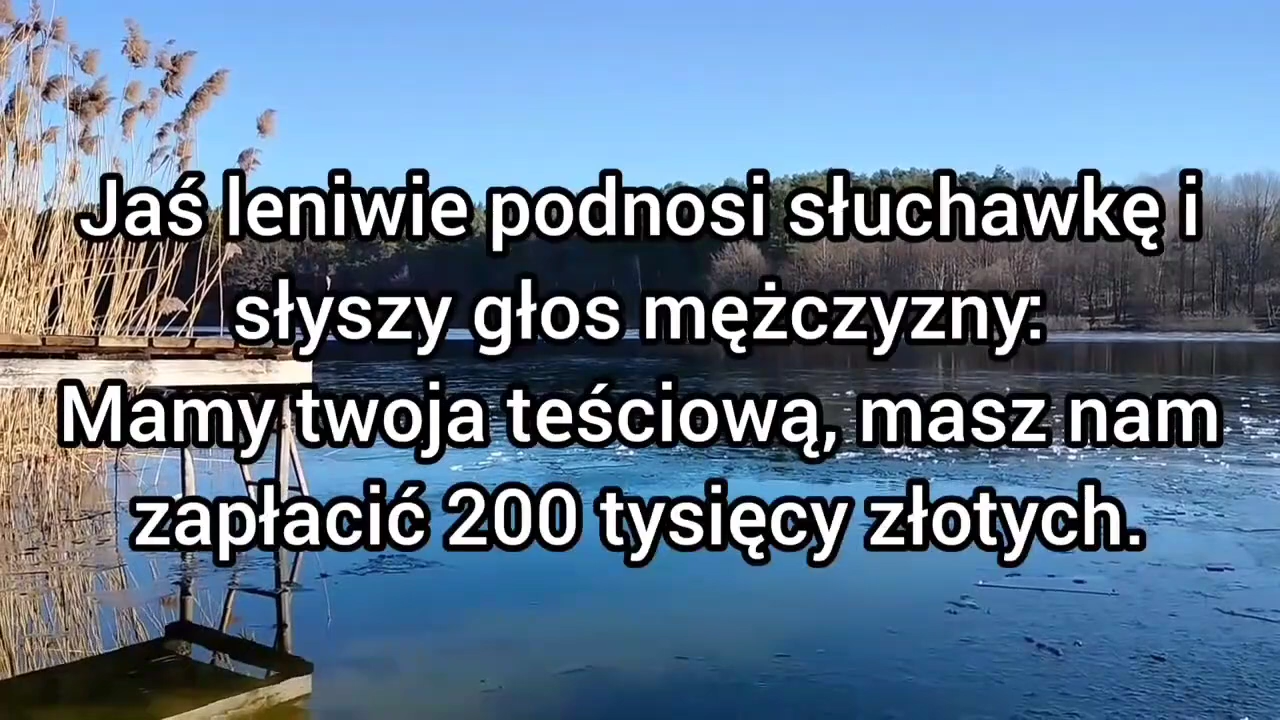 Jaś leniwie podnosi słuchawkę i
słyszy głos mężczyzny:
Mamy twoja teściową, masz nam
zapłacić 200 tysięcy złotych.